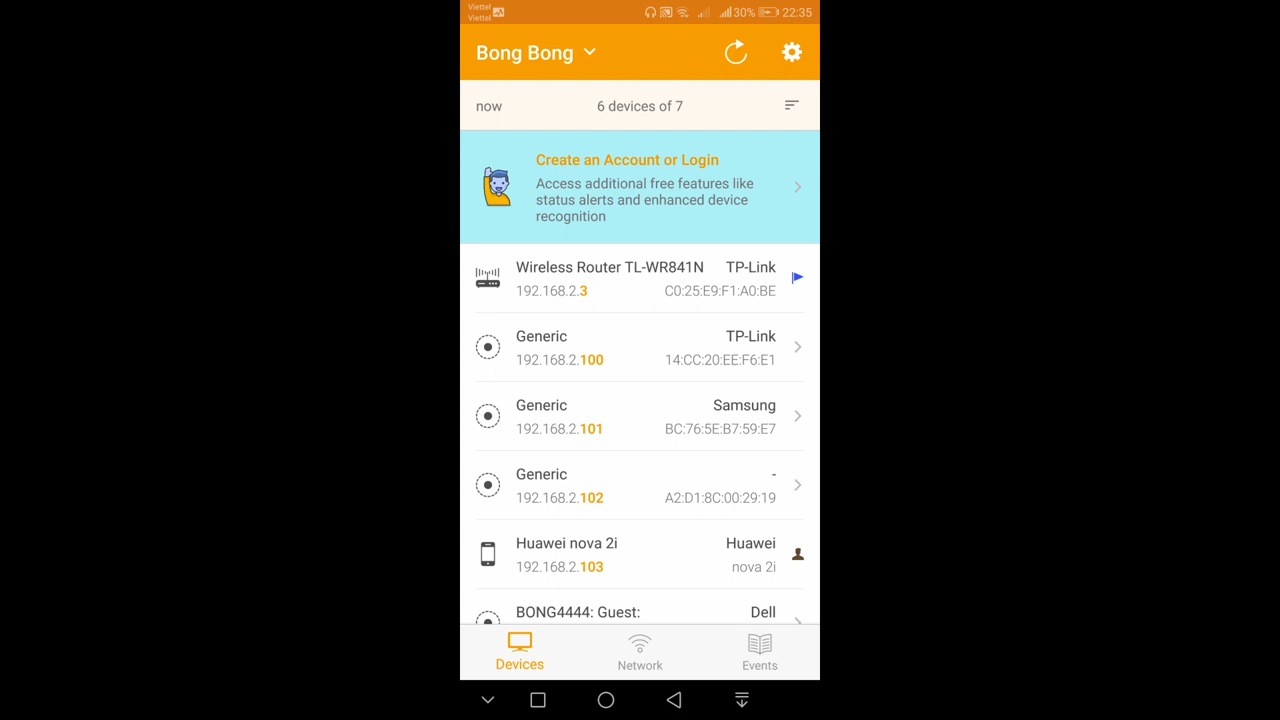 Viettel
Viettel
30% 22:35
Bong Bong
now 6 devices of 7
Create an Account or Login
Access additional free features like
status alerts and enhanced device
recognition
Wireless Router TL-WR841N TP-Link
192.168.2.3 C0:25:E9:F1:A0:BE
Generic TP-Link
192.168.2.100 14:CC:20:EE:F6:E1
Generic Samsung
192.168.2.101 BC:76:5E:B7:59:E7
Generic -
192.168.2.102 A2:D1:8C:00:29:19
Huawei nova 2i Huawei
192.168.2.103 nova 2i
BONG4444: Guest: Dell
Devices Network Events